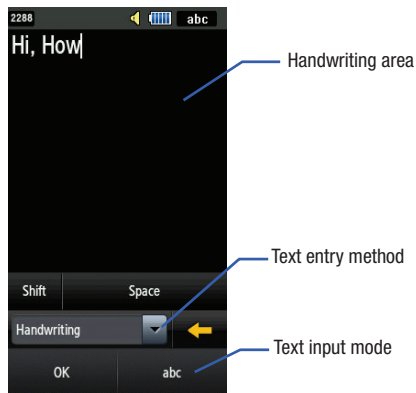 2288 abc
Hi, How
Handwriting area
Text entry method
Shift Space
Handwriting
Text input mode
OK abc